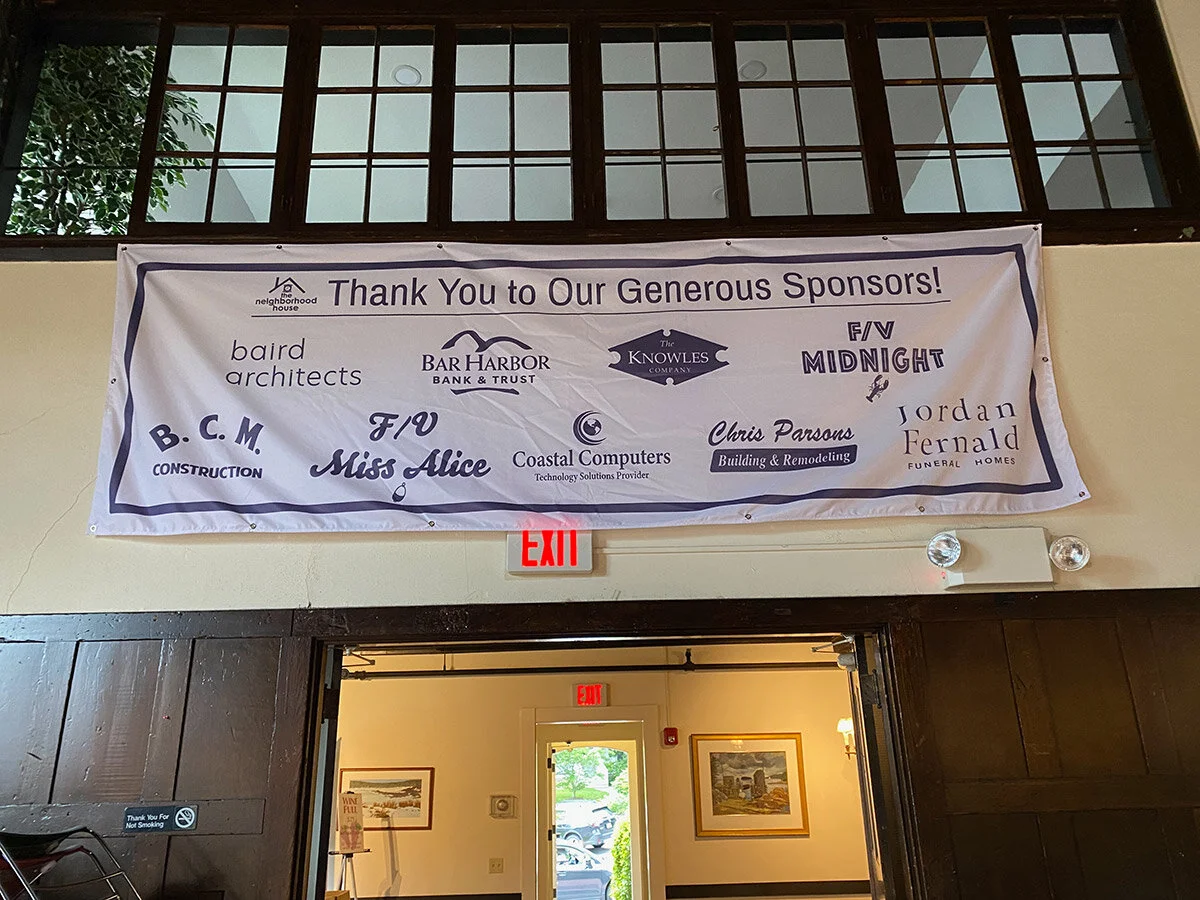 the
neighborhood
house
Thank You to Our Generous Sponsors!
baird
architects
BAR HARBOR
BANK & TRUST
The
KNOWLES
COMPANY
F/V
MIDNIGHT
B. C. M.
CONSTRUCTION
F/V
Miss Alice
Coastal Computers
Technology Solutions Provider
Chris Parsons
Building & Remodeling
Jordan
Fernald
FUNERAL HOMES
EXIT
EXIT
WINE
PULL
Thank You For
Not Smoking